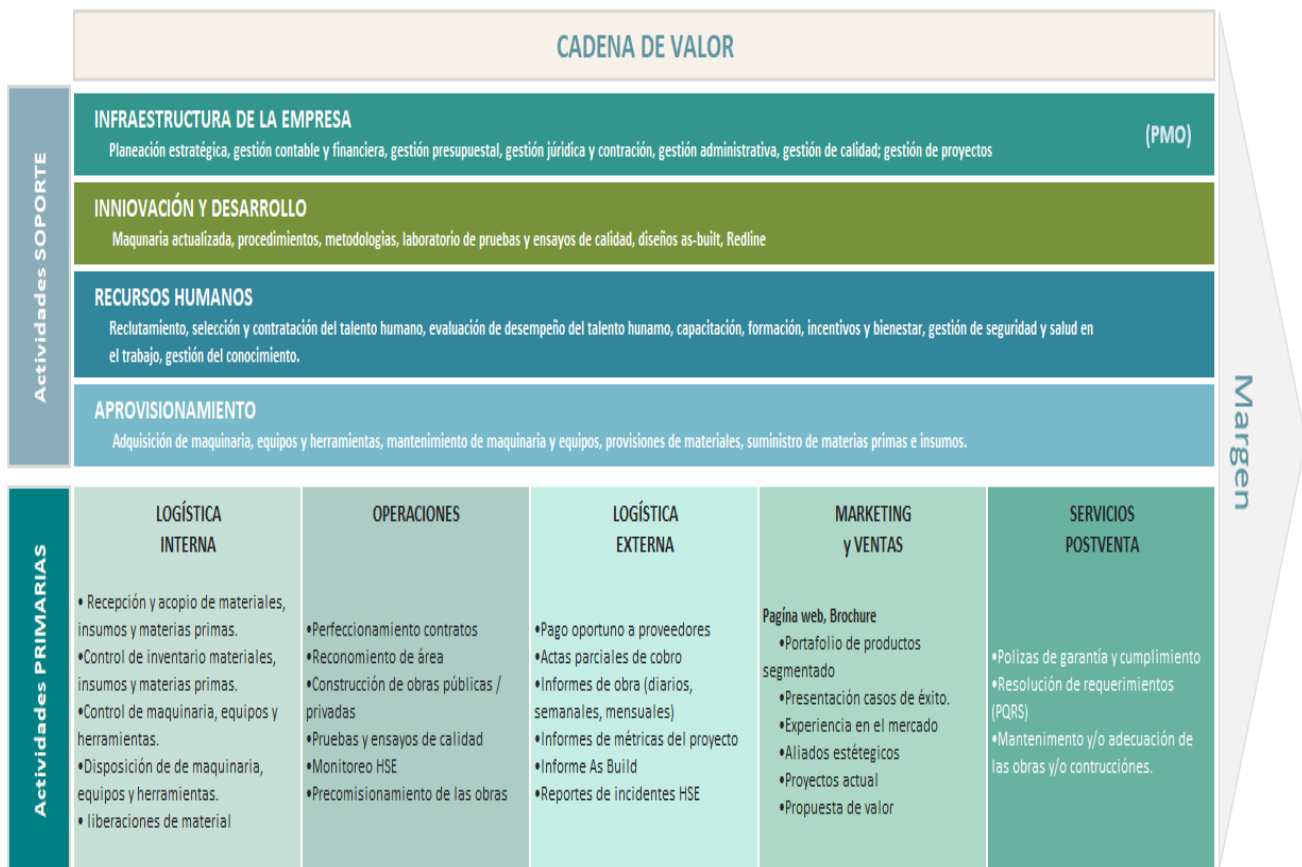 CADENA DE VALOR
Actividades SOPORTE
INFRAESTRUCTURA DE LA EMPRESA
(PMO)
Planeación estratégica, gestión contable y financiera, gestión presupuestal, gestión júridica y contración, gestión administrativa, gestión de calidad; gestión de proyectos
INNIOVACIÓN Y DESARROLLO
Maqunaria actualizada, procedimientos, metodologias, laboratorio de pruebas y ensayos de calidad, diseños as-built, Redline
RECURSOS HUMANOS
Reclutamiento, selección y contratación del talento humano, evaluación de desempeño del talento hunamo, capacitación, formación, incentivos y bienestar, gestión de seguridad y salud en
el trabajo, gestión del conocimiento.
APROVISIONAMIENTO
Adquisición de maquinaria, equipos y herramientas, mantenimiento de maquinaria y equipos, provisiones de materiales, suministro de materias primas e insumos.
Margen
Actividades PRIMARIAS
LOGÍSTICA
INTERNA
• Recepción y acopio de materiales,
insumos y materias primas.
•Control de inventario materiales,
insumos y materias primas.
•Control de maquinaria, equipos y
herramientas.
•Disposición de de maquinaria,
equipos y herramientas.
• liberaciones de material
OPERACIONES
•Perfeccionamiento contratos
•Reconomiento de área
•Construcción de obras públicas /
privadas
•Pruebas y ensayos de calidad
•Monitoreo HSE
•Precomisionamiento de las obras
LOGÍSTICA
EXTERNA
•Pago oportuno a proveedores
•Actas parciales de cobro
•Informes de obra (diarios,
semanales, mensuales)
•Informes de métricas del proyecto
•Informe As Build
•Reportes de incidentes HSE
MARKETING
y VENTAS
Pagína web, Brochure
•Portafolio de productos
segmentado
•Presentación casos de éxito.
•Experiencia en el mercado
•Aliados estétegicos
•Proyectos actual
•Propuesta de valor
SERVICIOS
POSTVENTA
•Polizas de garantía y cumplimiento
•Resolución de requerimientos
(PQRS)
•Mantenimento y/o adecuación de
las obras y/o contrucciónes.